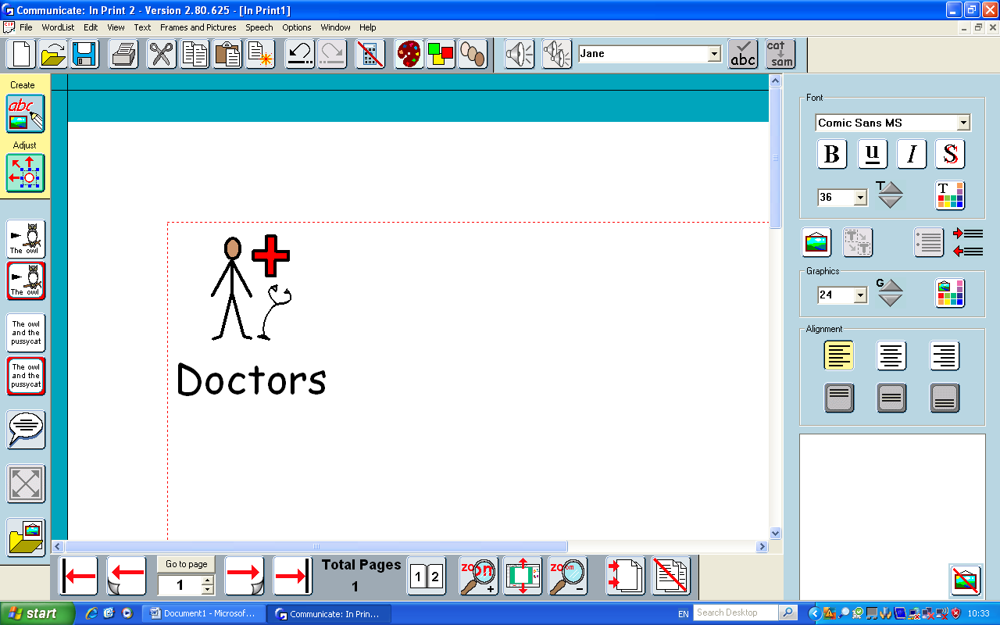 Communicate: In Print 2 - Version 2.80.625 - [In Print1]
File WordList Edit View Text Frames and Pictures Speech Options Window Help
Jane
abc
cat
sam
Create
abc
Adjust
The owl
The owl
The owl
and the
pussycat
The owl
and the
pussycat
Doctors
Font
Comic Sans MS
B u I S
36
T
T
T T
Graphics
24
G
Alignment
Go to page
1
Total Pages
1
1 2
zoom
+
zoom
-
start
Document1 - Microsof...
Communicate: In Prin...
EN
Search Desktop
10:33